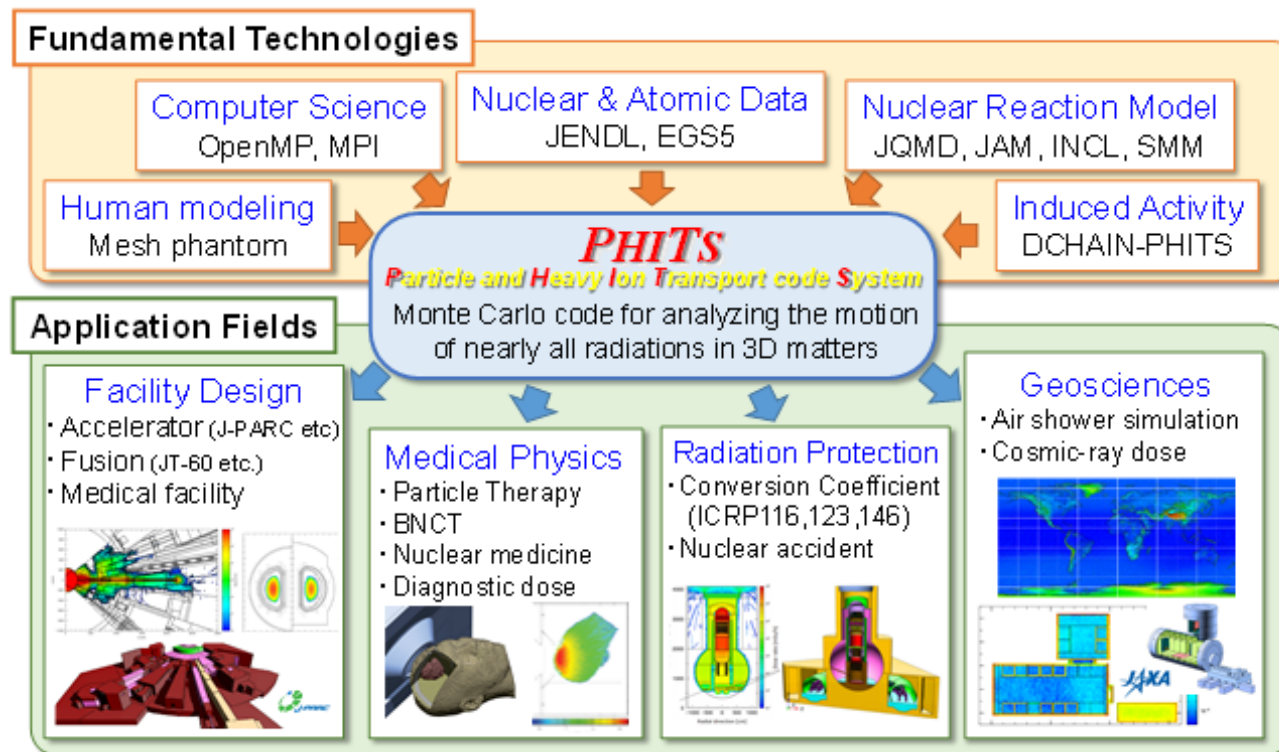 Fundamental Technologies
Computer Science
OpenMP, MPI
Nuclear & Atomic Data
JENDL, EGS5
Nuclear Reaction Model
JQMD, JAM, INCL, SMM
Human modeling
Mesh phantom
Induced Activity
DCHAIN-PHITS
PHITS
Particle and Heavy Ion Transport code System
Monte Carlo code for analyzing the motion
of nearly all radiations in 3D matters
Application Fields
Facility Design
・Accelerator (J-PARC etc)
・Fusion (JT-60 etc.)
・Medical facility
J-PARC
Medical Physics
・Particle Therapy
・BNCT
・Nuclear medicine
・Diagnostic dose
Radiation Protection
・Conversion Coefficient
(ICRP116,123,146)
・Nuclear accident
Radial direction (cm)
Geosciences
・Air shower simulation
・Cosmic-ray dose
JAXA